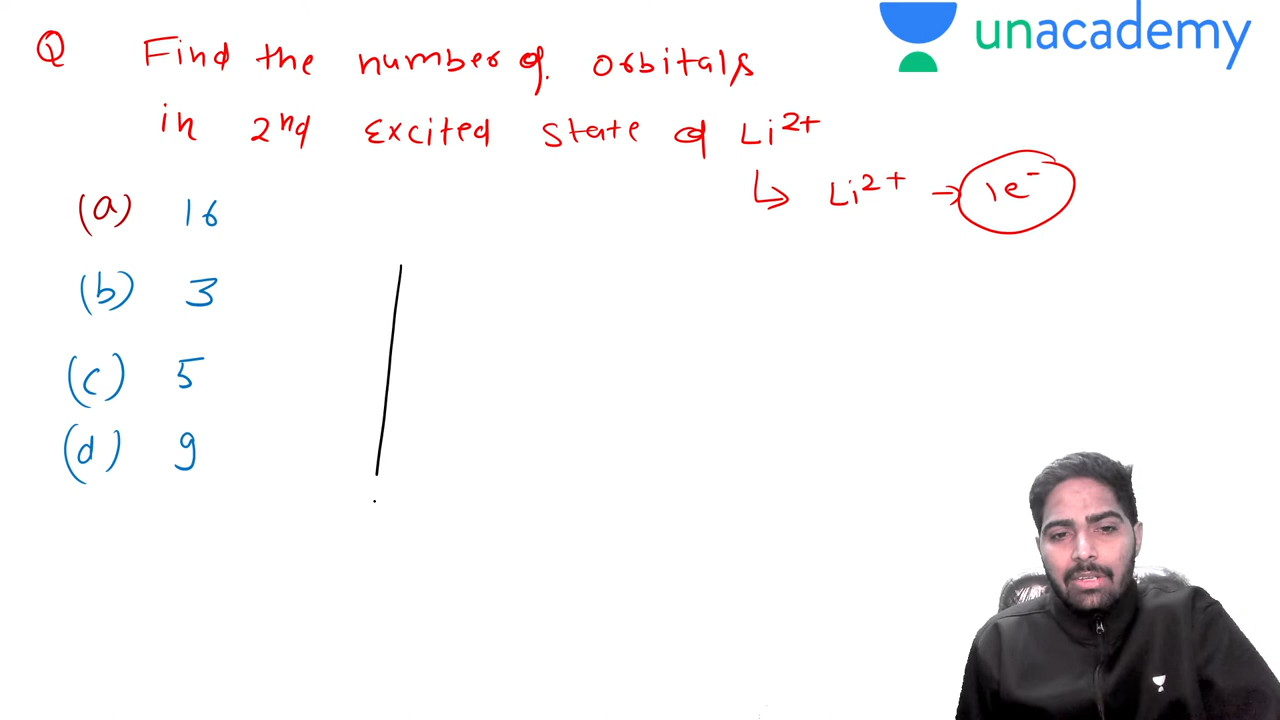 unacademy
Q Find the number of orbitals
in 2nd Excited state of Li²⁺
↳ Li²⁺ → 1e⁻
(a) 16
(b) 3
(c) 5
(d) 9